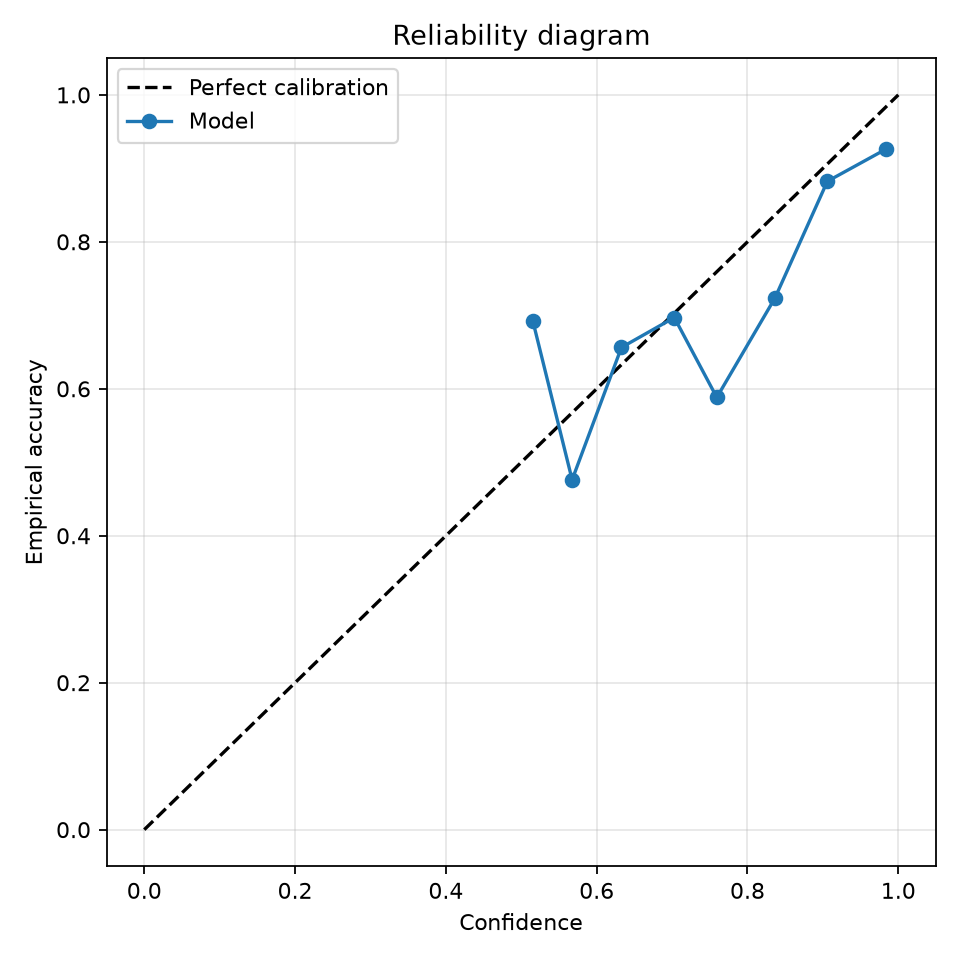 Reliability diagram
Perfect calibration
Model
1.0
0.8
0.6
0.4
0.2
0.0
Empirical accuracy
0.0 0.2 0.4 0.6 0.8 1.0
Confidence